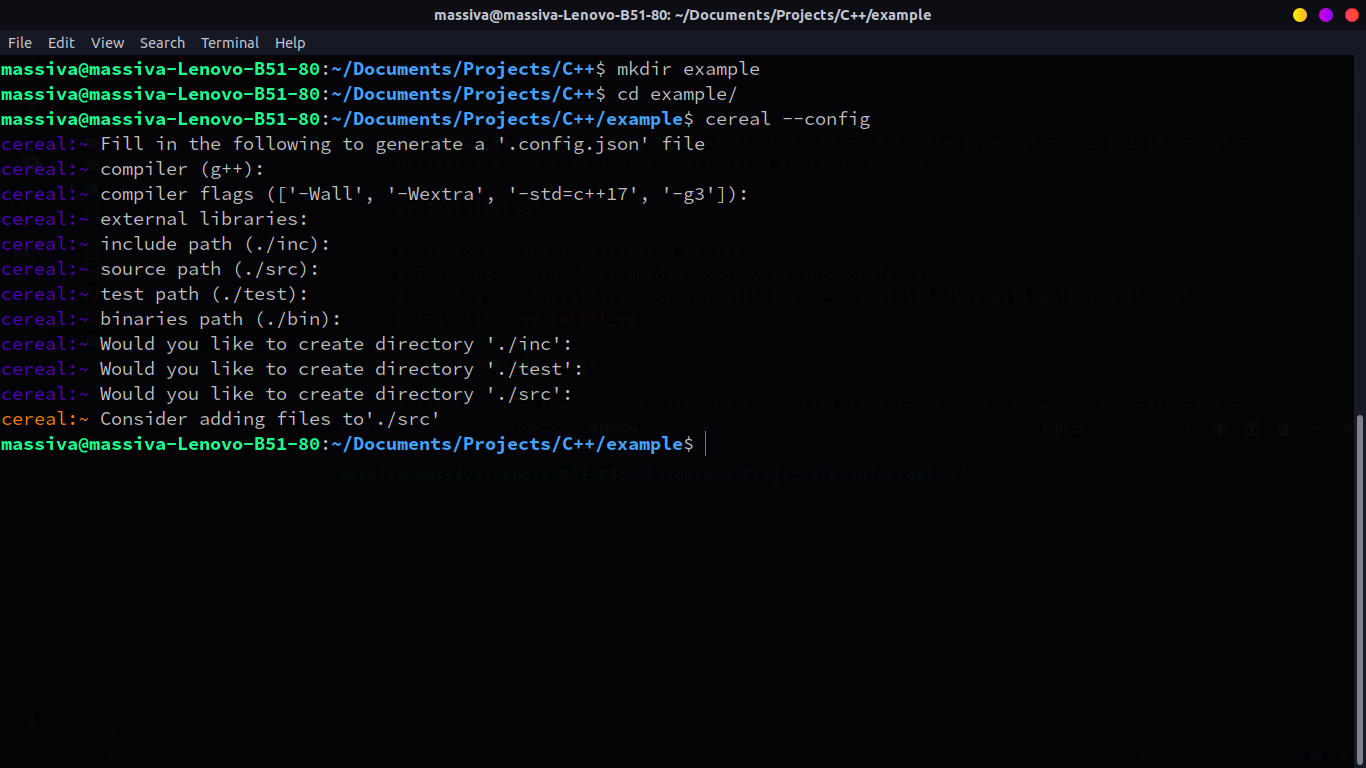 massiva@massiva-Lenovo-B51-80: ~/Documents/Projects/C++/example
File Edit View Search Terminal Help
massiva@massiva-Lenovo-B51-80:~/Documents/Projects/C++$ mkdir example
massiva@massiva-Lenovo-B51-80:~/Documents/Projects/C++$ cd example/
massiva@massiva-Lenovo-B51-80:~/Documents/Projects/C++/example$ cereal --config
cereal:~ Fill in the following to generate a '.config.json' file
cereal:~ compiler (g++):
cereal:~ compiler flags (['-Wall', '-Wextra', '-std=c++17', '-g3']):
cereal:~ external libraries:
cereal:~ include path (./inc):
cereal:~ source path (./src):
cereal:~ test path (./test):
cereal:~ binaries path (./bin):
cereal:~ Would you like to create directory './inc':
cereal:~ Would you like to create directory './test':
cereal:~ Would you like to create directory './src':
cereal:~ Consider adding files to'./src'
massiva@massiva-Lenovo-B51-80:~/Documents/Projects/C++/example$